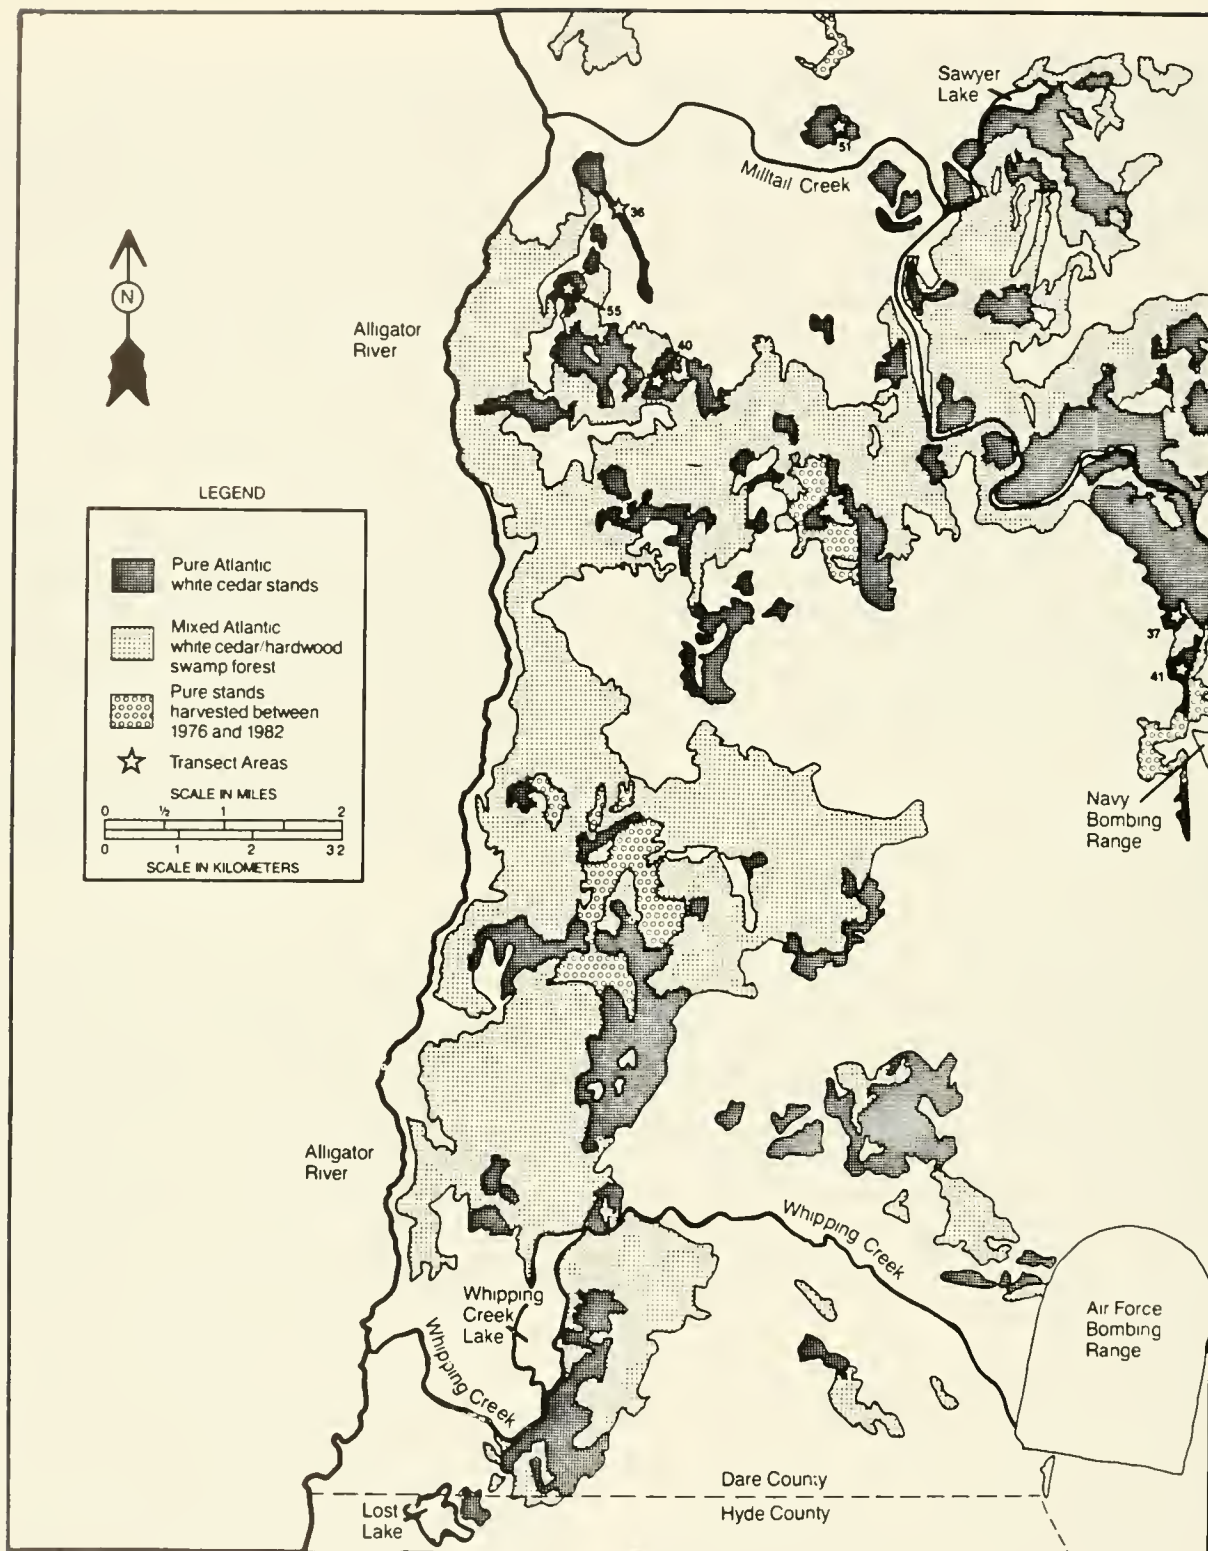 Sawyer
Lake
51
Milltail Creek
36
N
55
Alligator
River
40
LEGEND
Pure Atlantic
white cedar stands
Mixed Atlantic
white cedar/hardwood
swamp forest
Pure stands
harvested between
1976 and 1982
Transect Areas
SCALE IN MILES
0 ½ 1 2
0 1 2 3.2
SCALE IN KILOMETERS
37
41
Navy
Bombing
Range
Alligator
River
Whipping Creek
Whipping
Creek
Lake
Whipping Creek
Air Force
Bombing
Range
Dare County
Hyde County
Lost
Lake